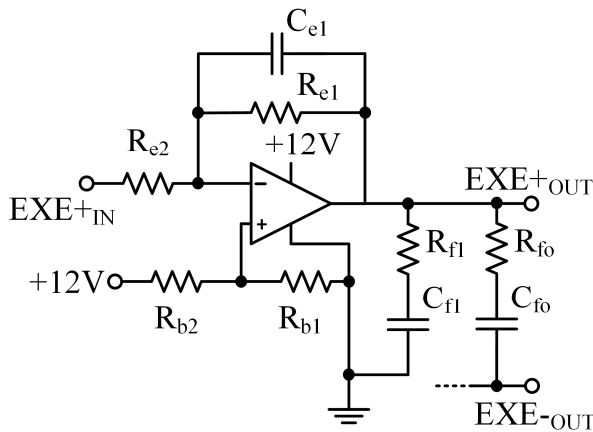 Ce1
Re1
Re2
+12V
EXE+IN
−
+
EXE+OUT
Rf1
Rfo
+12V
Rb2
Rb1
Cf1
Cfo
EXE-OUT